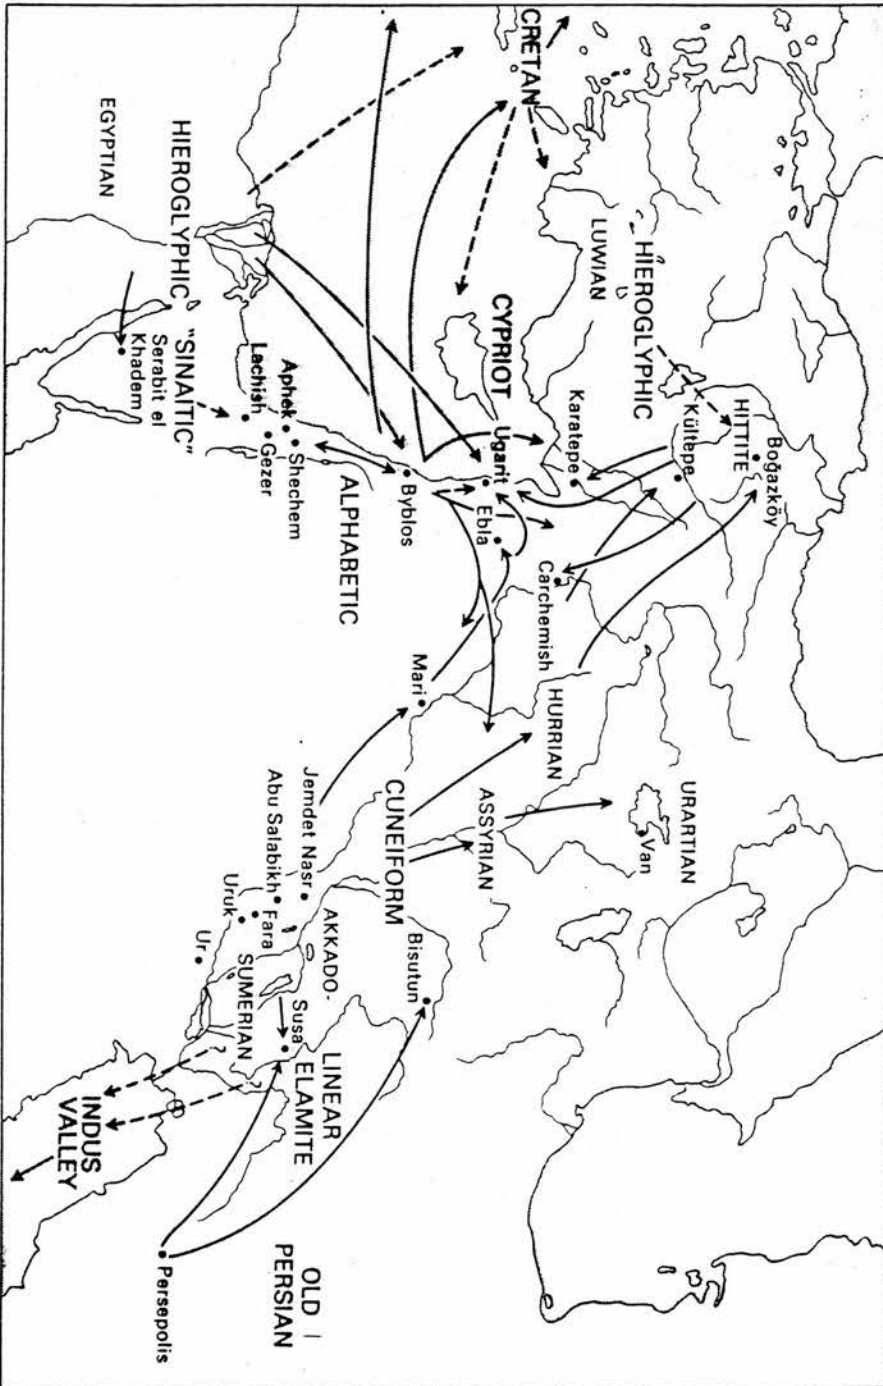 CRETAN
HIEROGLYPHIC
LUWIAN
HITTITE
Boğazköy
Kültepe
Karatepe
CYPRIOT
Ugarit
Ebla
Carchemish
HURRIAN
URARTIAN
Van
ASSYRIAN
CUNEIFORM
Mari
Byblos
ALPHABETIC
Shechem
Aphek
Gezer
Lachish
"SINAITIC"
Serabit el
Khadem
HIEROGLYPHIC
EGYPTIAN
Jemdet Nasr
Abu Salabikh
Fara
Uruk
Ur
AKKADO-
SUMERIAN
Bisutun
Susa
LINEAR
ELAMITE
INDUS
VALLEY
OLD
PERSIAN
Persepolis